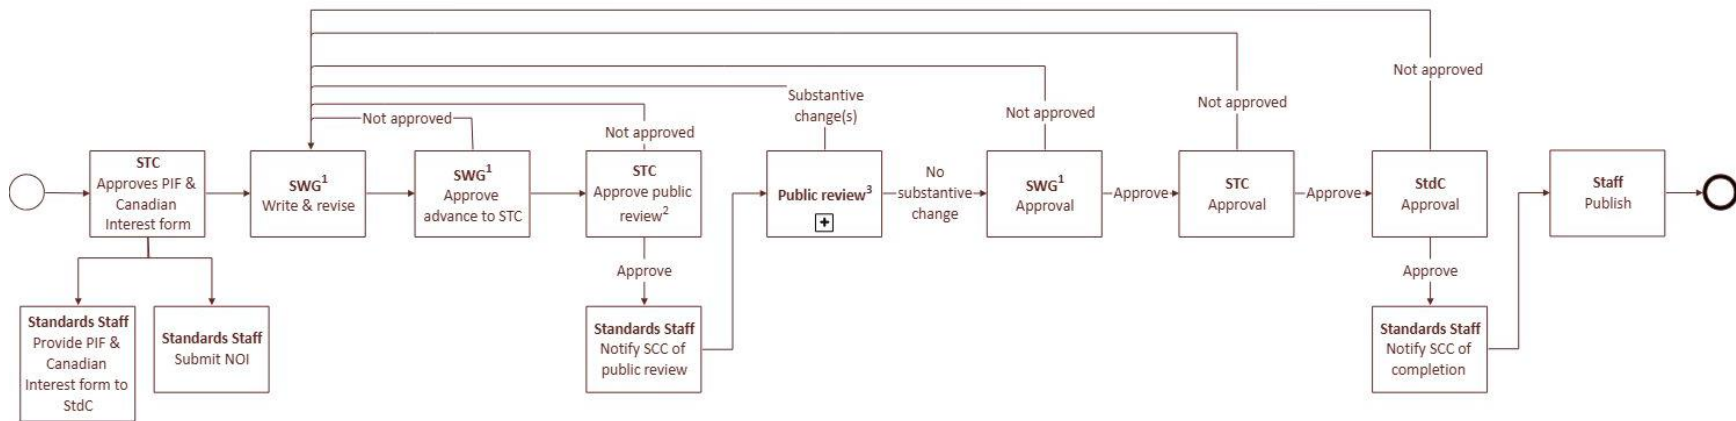 Not approved
Substantive
change(s)
Not approved
Not approved
Not approved
Not approved
STC
Approves PIF &
Canadian
Interest form
SWG¹
Write & revise
SWG¹
Approve
advance to STC
STC
Approve public
review²
Public review³
No
substantive
change
SWG¹
Approval
Approve
STC
Approval
Approve
StdC
Approval
Staff
Publish
Approve
Approve
Standards Staff
Provide PIF &
Canadian
Interest form to
StdC
Standards Staff
Submit NOI
Standards Staff
Notify SCC of
public review
Standards Staff
Notify SCC of
completion